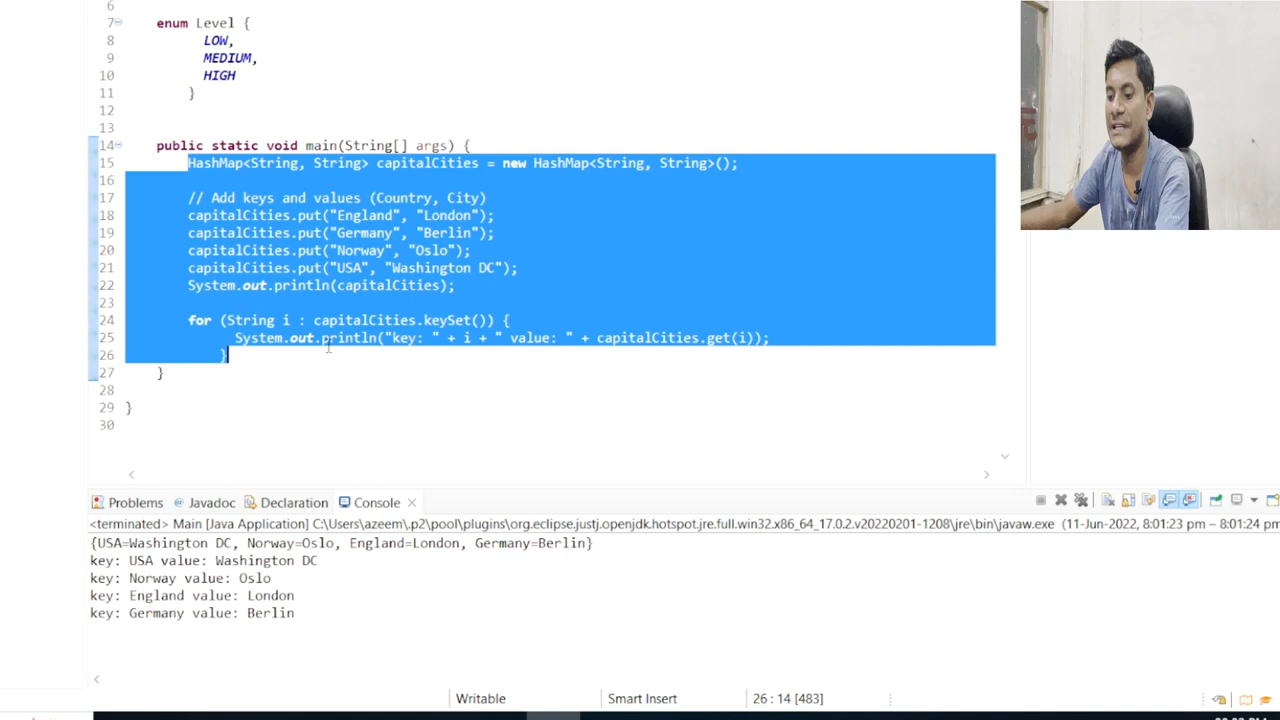 6
7 enum Level {
8 LOW,
9 MEDIUM,
10 HIGH
11 }
12
13
14 public static void main(String[] args) {
15 HashMap<String, String> capitalCities = new HashMap<String, String>();
16
17 // Add keys and values (Country, City)
18 capitalCities.put("England", "London");
19 capitalCities.put("Germany", "Berlin");
20 capitalCities.put("Norway", "Oslo");
21 capitalCities.put("USA", "Washington DC");
22 System.out.println(capitalCities);
23
24 for (String i : capitalCities.keySet()) {
25 System.out.println("key: " + i + " value: " + capitalCities.get(i));
26 }
27 }
28
29 }
30
Problems Javadoc Declaration Console
<terminated> Main [Java Application] C:\Users\azeem\.p2\pool\plugins\org.eclipse.justj.openjdk.hotspot.jre.full.win32.x86_64_17.0.2.v20220201-1208\jre\bin\javaw.exe (11-Jun-2022, 8:01:23 pm – 8:01:24 pm)
{USA=Washington DC, Norway=Oslo, England=London, Germany=Berlin}
key: USA value: Washington DC
key: Norway value: Oslo
key: England value: London
key: Germany value: Berlin
Writable Smart Insert 26 : 14 [483]